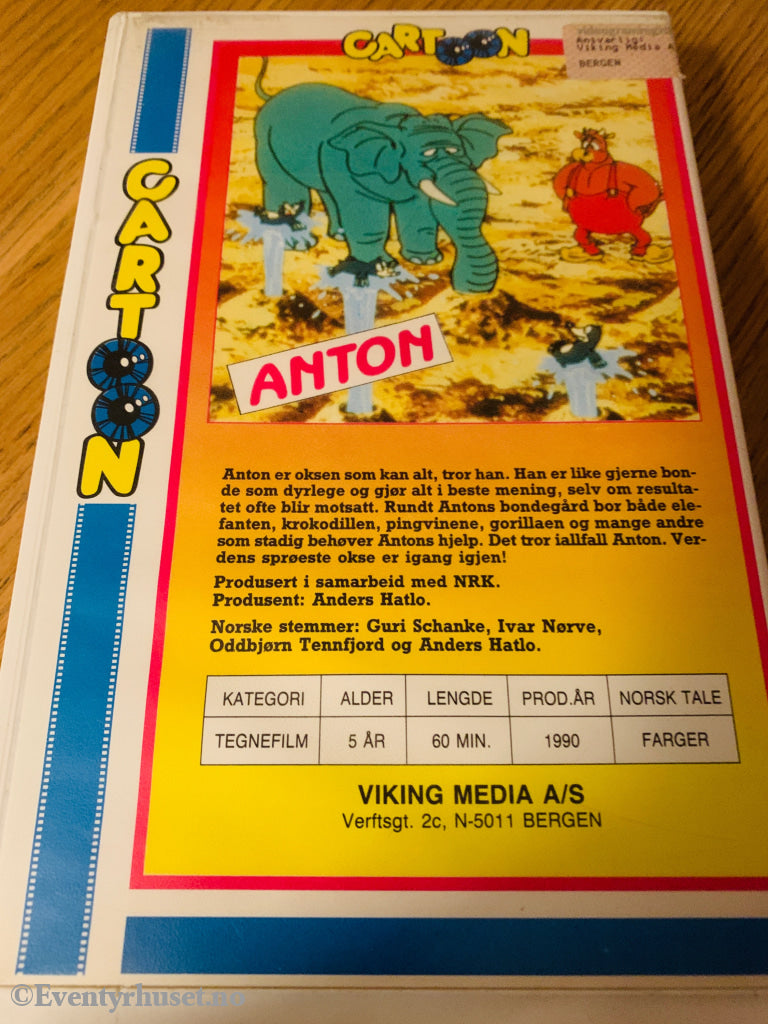 CARTOON
Ansvarlig:
Viking Media A
BERGEN
CARTOON
ANTON
Anton er oksen som kan alt, tror han. Han er like gjerne bon-
de som dyrlege og gjør alt i beste mening, selv om resulta-
tet ofte blir motsatt. Rundt Antons bondegård bor både ele-
fanten, krokodillen, pingvinene, gorillaen og mange andre
som stadig behøver Antons hjelp. Det tror iallfall Anton. Ver-
dens sprøeste okse er igang igjen!
Produsert i samarbeid med NRK.
Produsent: Anders Hatlo.
Norske stemmer: Guri Schanke, Ivar Nørve,
Oddbjørn Tennfjord og Anders Hatlo.
KATEGORI ALDER LENGDE PROD.ÅR NORSK TALE
TEGNEFILM 5 ÅR 60 MIN. 1990 FARGER
VIKING MEDIA A/S
Verftsgt. 2c, N-5011 BERGEN
©Eventyrhuset.no